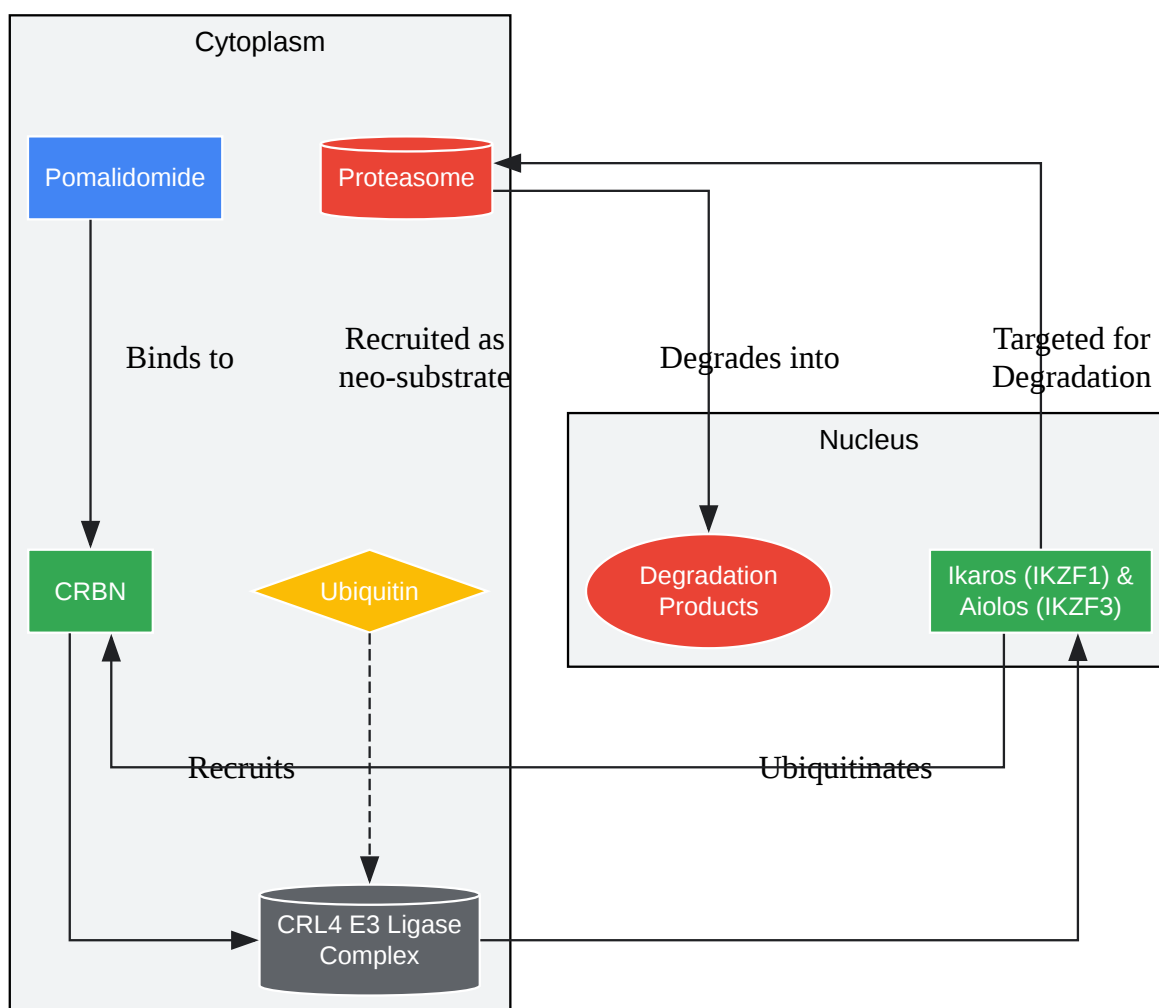 Cytoplasm
Pomalidomide
Proteasome
Binds to
Recruited as
neo-substrate
Degrades into
Targeted for
Degradation
Nucleus
CRBN
Ubiquitin
Degradation
Products
Ikaros (IKZF1) &
Aiolos (IKZF3)
Recruits
Ubiquitinates
CRL4 E3 Ligase
Complex